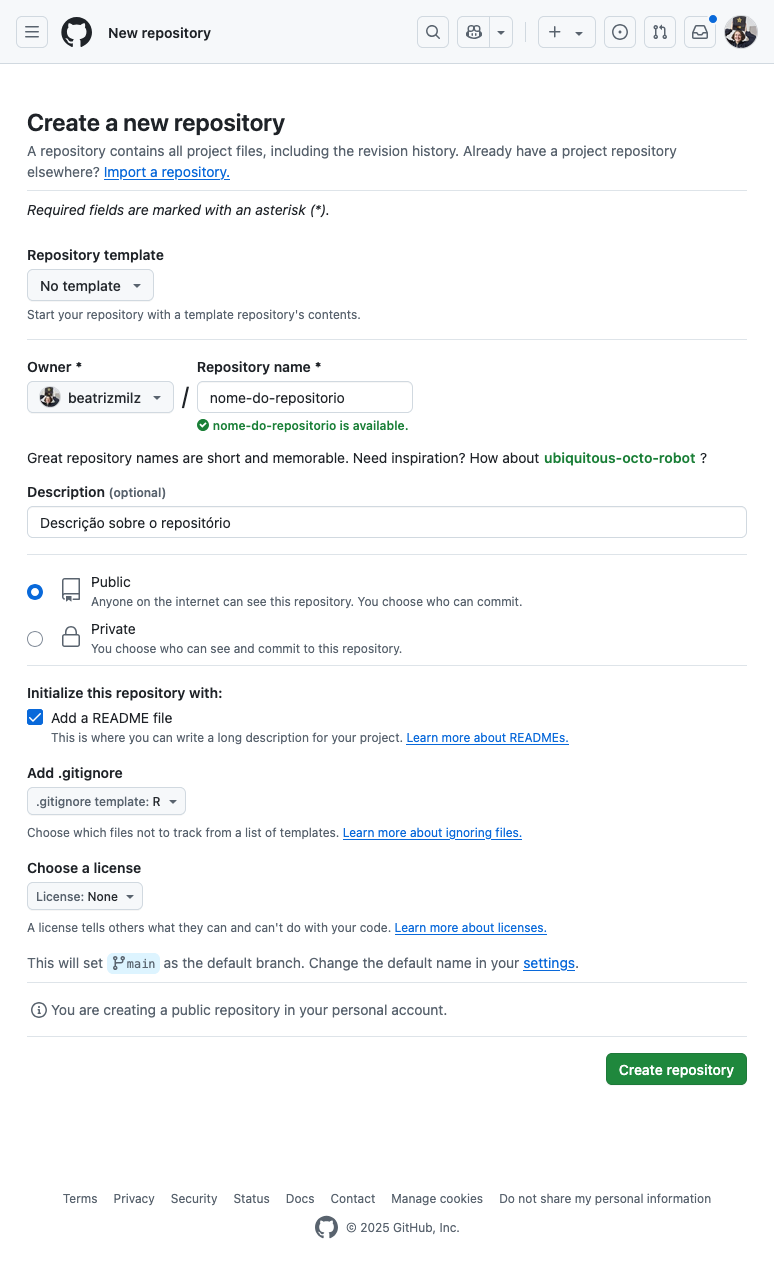 New repository
Create a new repository
A repository contains all project files, including the revision history. Already have a project repository
elsewhere? Import a repository.
Required fields are marked with an asterisk (*).
Repository template
No template
Start your repository with a template repository's contents.
Owner *
Repository name *
beatrizmilz
/
nome-do-repositorio
nome-do-repositorio is available.
Great repository names are short and memorable. Need inspiration? How about ubiquitous-octo-robot ?
Description (optional)
Descrição sobre o repositório
Public
Anyone on the internet can see this repository. You choose who can commit.
Private
You choose who can see and commit to this repository.
Initialize this repository with:
Add a README file
This is where you can write a long description for your project. Learn more about READMEs.
Add .gitignore
.gitignore template: R
Choose which files not to track from a list of templates. Learn more about ignoring files.
Choose a license
License: None
A license tells others what they can and can't do with your code. Learn more about licenses.
This will set main as the default branch. Change the default name in your settings.
You are creating a public repository in your personal account.
Create repository
Terms Privacy Security Status Docs Contact Manage cookies Do not share my personal information
© 2025 GitHub, Inc.